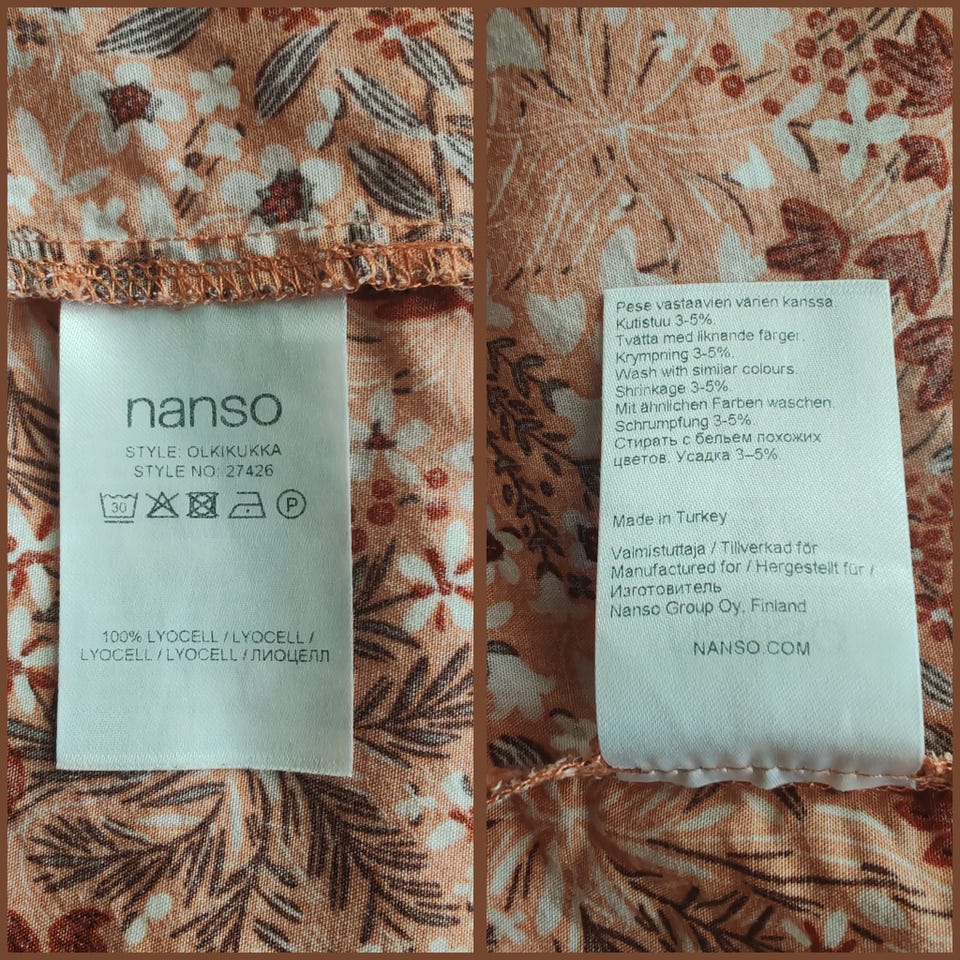 nanso
STYLE: OLKIKUKKA
STYLE NO: 27426
30 P
100% LYOCELL / LYOCELL /
LYOCELL / LYOCELL / ЛИОЦЕЛЛ
Pese vastaavien värien kanssa.
Kutistuu 3-5%.
Tvätta med liknande färger.
Krympning 3-5%.
Wash with similar colours.
Shrinkage 3-5%.
Mit ähnlichen Farben waschen.
Schrumpfung 3-5%.
Стирать с бельем похожих
цветов. Усадка 3–5%.
Made in Turkey
Valmistuttaja / Tillverkad för
Manufactured for / Hergestellt für /
Изготовитель
Nanso Group Oy, Finland
NANSO.COM